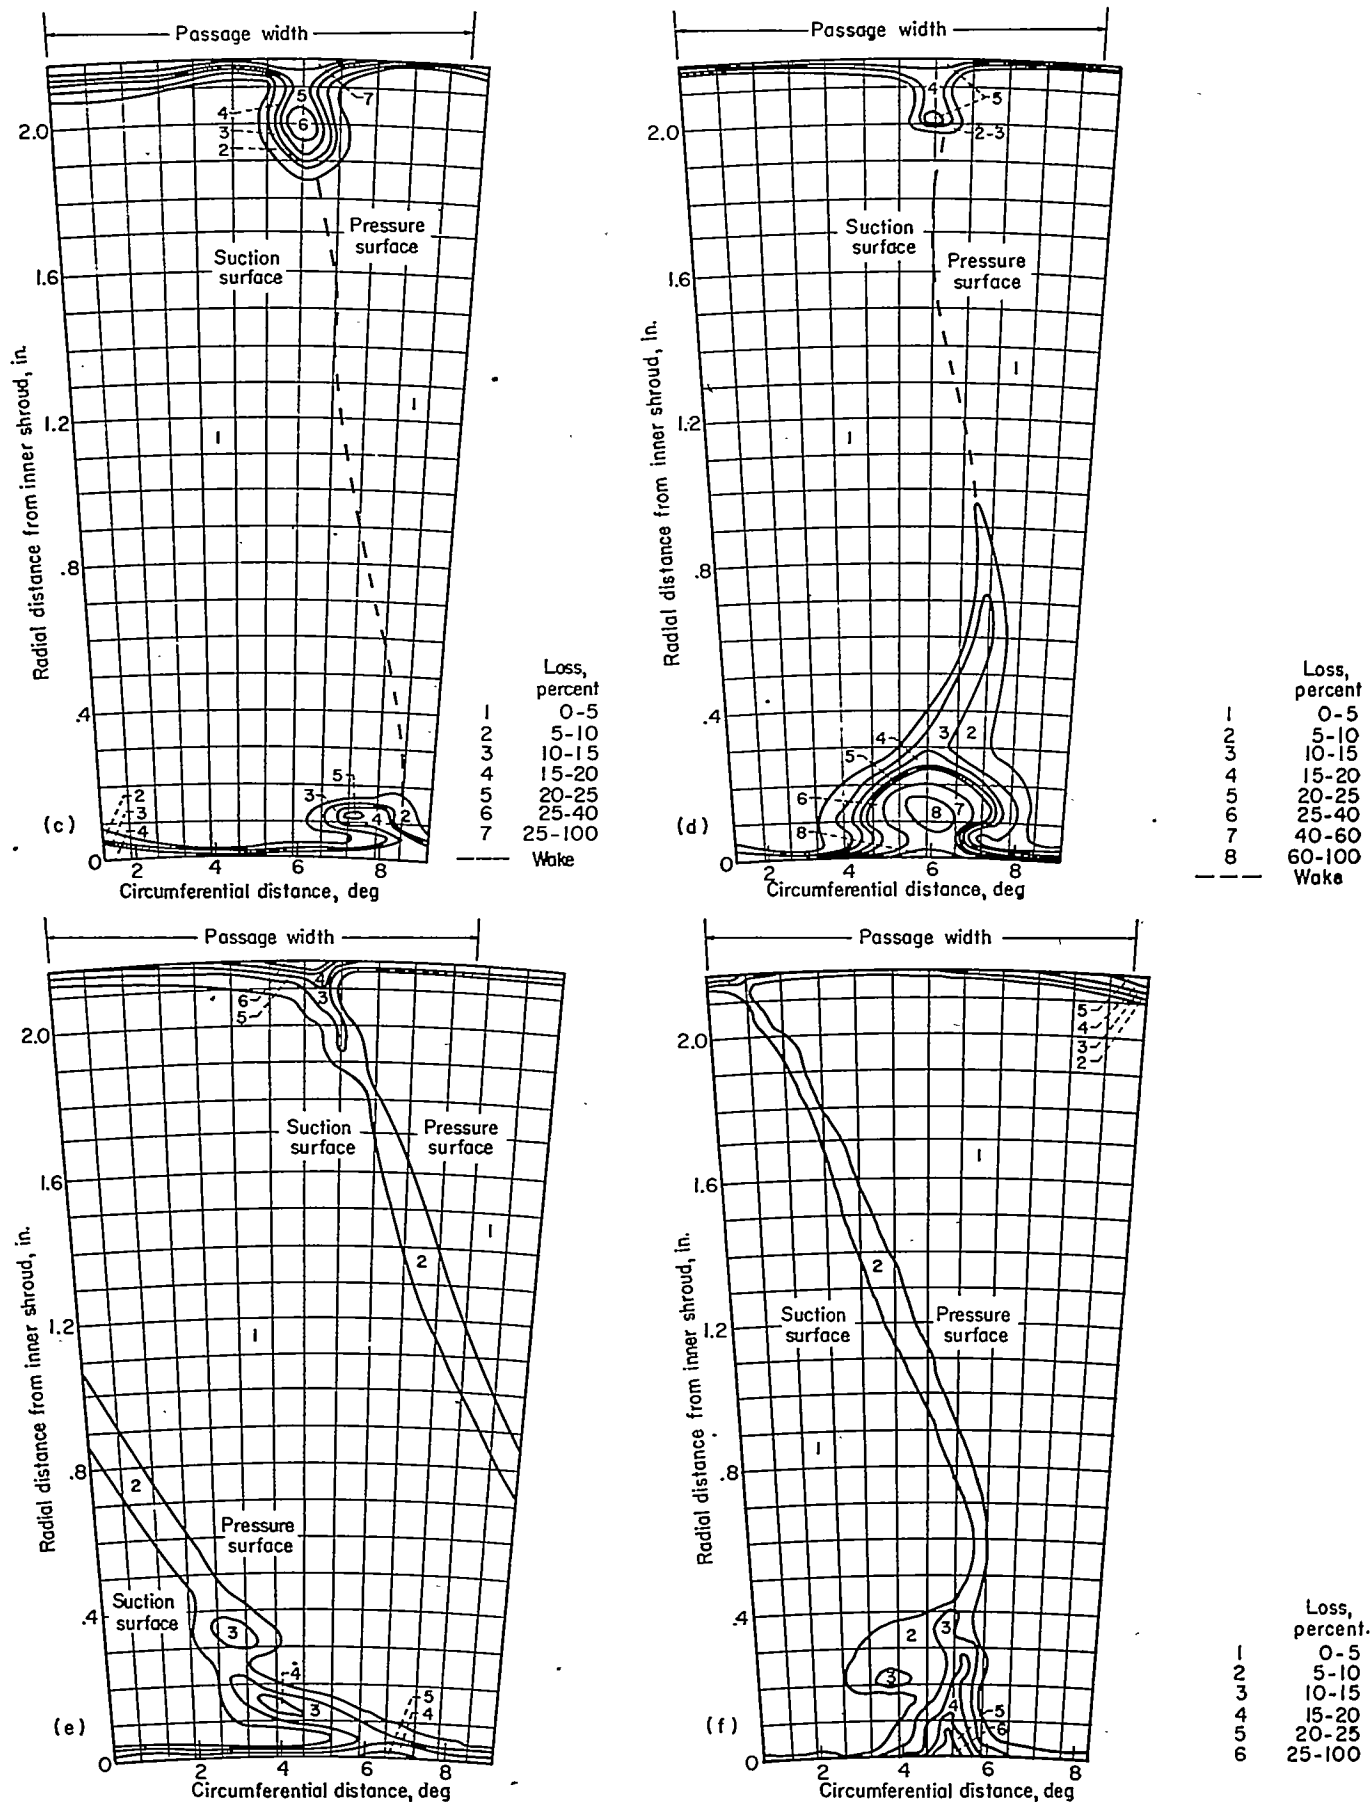 Passage width
5
4
6
7
3
2
2.0
Pressure
surface
Suction
surface
1.6
Radial distance from inner shroud, in.
1
1.2
1
.8
.4
5
3
2
3
4
4
2
(c)
0
2
4
6
8
Circumferential distance, deg
Loss,
percent
1 0-5
2 5-10
3 10-15
4 15-20
5 20-25
6 25-40
7 25-100
---- Wake
Passage width
4
5
2.0
2-3
Suction
surface
Pressure
surface
1.6
Radial distance from inner shroud, in.
1
1.2
1
.8
.4
4
3
2
5
6
8
7
8
(d)
0
2
4
6
8
Circumferential distance, deg
Loss,
percent
1 0-5
2 5-10
3 10-15
4 15-20
5 20-25
6 25-40
7 40-60
8 60-100
--- Wake
Passage width
4
3
6
5
2.0
Suction
surface
Pressure
surface
1.6
1
2
Radial distance from inner shroud, in.
1.2
1
.8
2
Pressure
surface
Suction
surface
.4
3
4
3
5
4
(e)
0
2
4
6
8
Circumferential distance, deg
Passage width
5
4
3
2
2.0
1
1.6
2
Radial distance from inner shroud, in.
Suction
surface
Pressure
surface
1.2
1
.8
.4
3
2
3
4
5
6
(f)
0
2
4
6
8
Circumferential distance, deg
Loss,
percent.
1 0-5
2 5-10
3 10-15
4 15-20
5 20-25
6 25-100